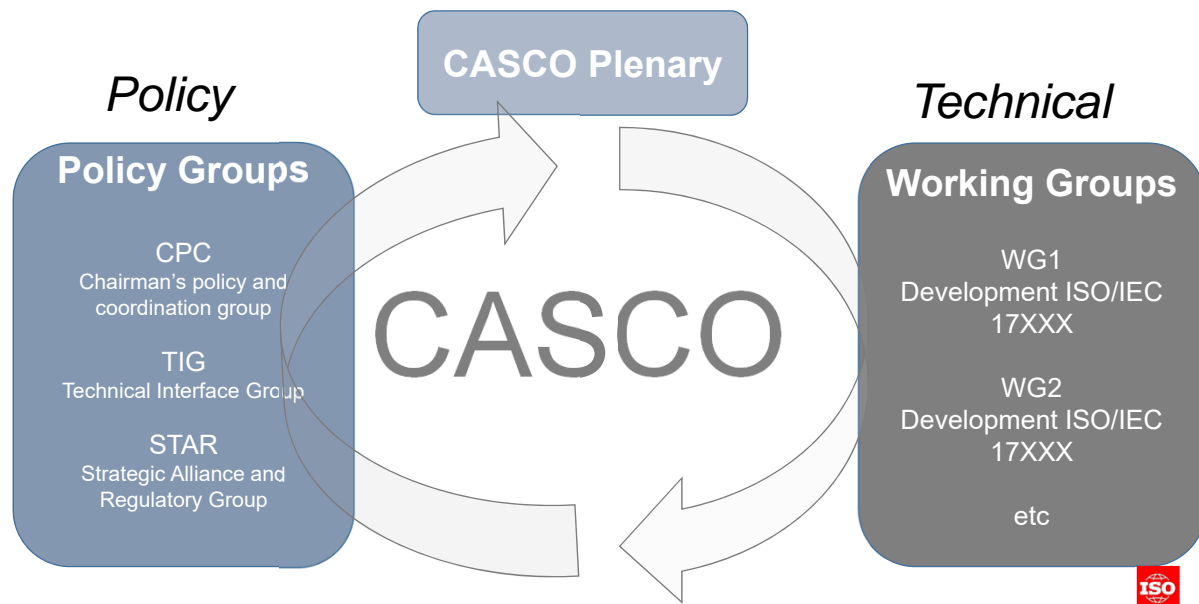 CASCO Plenary
Policy
Technical
Policy Groups
CPC
Chairman’s policy and
coordination group
TIG
Technical Interface Group
STAR
Strategic Alliance and
Regulatory Group
CASCO
Working Groups
WG1
Development ISO/IEC
17XXX
WG2
Development ISO/IEC
17XXX
etc
ISO